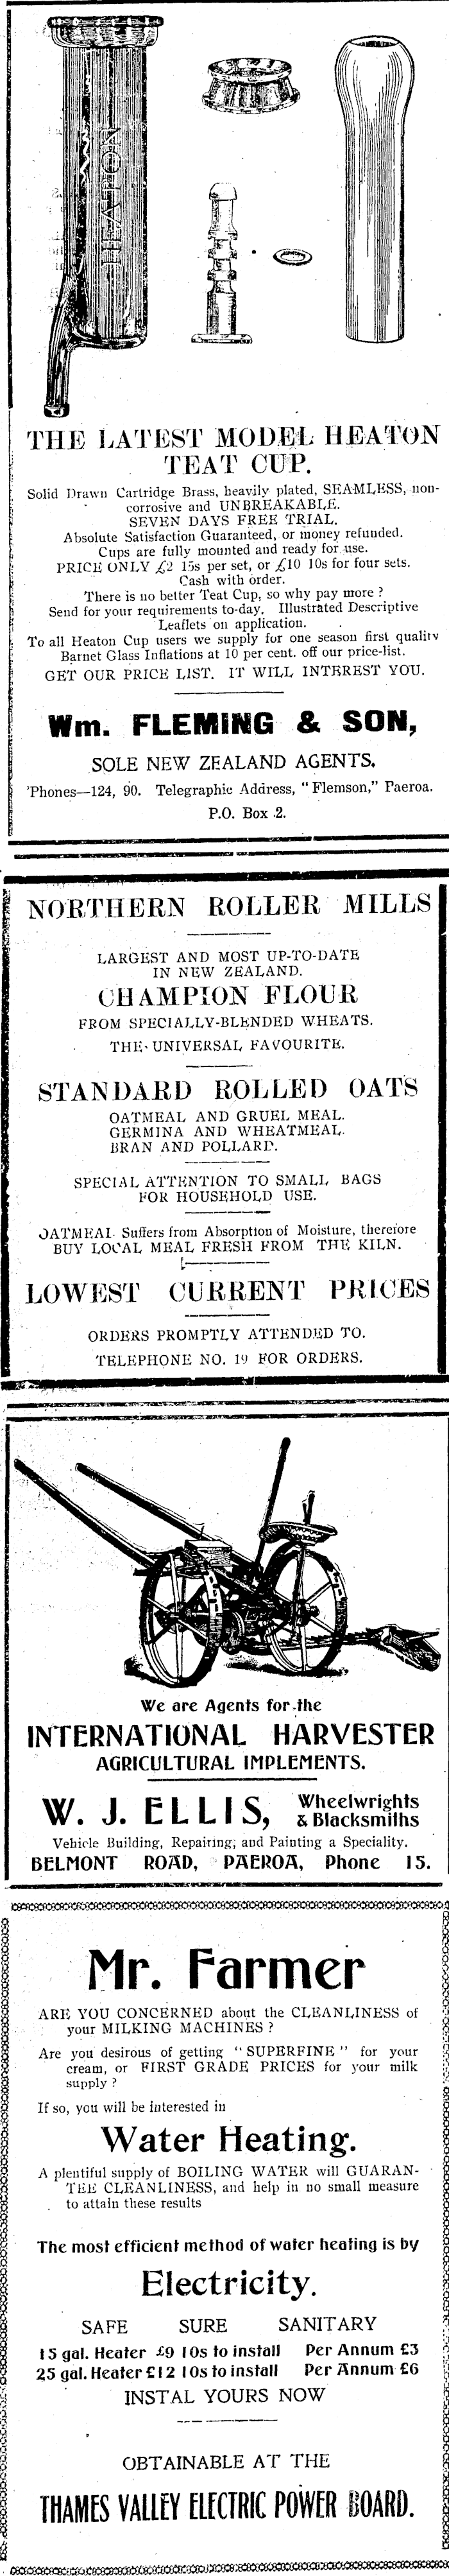 HEATON
THE LATEST MODEL HEATON
TEAT CUP.
Solid Drawn Cartridge Brass, heavily plated, SEAMLESS, non-
corrosive and UNBREAKABLE.
SEVEN DAYS FREE TRIAL.
Absolute Satisfaction Guaranteed, or money refunded.
Cups are fully mounted and ready for use.
PRICE ONLY £2 15s per set, or £10 10s for four sets.
Cash with order.
There is no better Teat Cup, so why pay more ?
Send for your requirements to-day. Illustrated Descriptive
Leaflets on application.
To all Heaton Cup users we supply for one season first quality
Barnet Glass Inflations at 10 per cent. off our price-list.
GET OUR PRICE LIST. IT WILL INTEREST YOU.
Wm. FLEMING & SON,
SOLE NEW ZEALAND AGENTS.
'Phones—124, 90. Telegraphic Address, "Flemson," Paeroa.
P.O. Box 2.
NORTHERN ROLLER MILLS
LARGEST AND MOST UP-TO-DATE
IN NEW ZEALAND.
CHAMPION FLOUR
FROM SPECIALLY-BLENDED WHEATS.
THE UNIVERSAL FAVOURITE.
STANDARD ROLLED OATS
OATMEAL AND GRUEL MEAL.
GERMINA AND WHEATMEAL.
BRAN AND POLLARD.
SPECIAL ATTENTION TO SMALL BAGS
FOR HOUSEHOLD USE.
OATMEAL Suffers from Absorption of Moisture, therefore
BUY LOCAL MEAL FRESH FROM THE KILN.
LOWEST CURRENT PRICES
ORDERS PROMPTLY ATTENDED TO.
TELEPHONE NO. 19 FOR ORDERS.
We are Agents for the
INTERNATIONAL HARVESTER
AGRICULTURAL IMPLEMENTS.
W. J. ELLIS, Wheelwrights
& Blacksmiths
Vehicle Building, Repairing, and Painting a Speciality.
BELMONT ROAD, PAEROA, Phone 15.
Mr. Farmer
ARE YOU CONCERNED about the CLEANLINESS of
your MILKING MACHINES ?
Are you desirous of getting "SUPERFINE" for your
cream, or FIRST GRADE PRICES for your milk
supply ?
If so, you will be interested in
Water Heating.
A plentiful supply of BOILING WATER will GUARAN-
TEE CLEANLINESS, and help in no small measure
to attain these results
The most efficient method of water heating is by
Electricity.
SAFE SURE SANITARY
15 gal. Heater £9 10s to install Per Annum £3
25 gal. Heater £12 10s to install Per Annum £6
INSTAL YOURS NOW
OBTAINABLE AT THE
THAMES VALLEY ELECTRIC POWER BOARD.